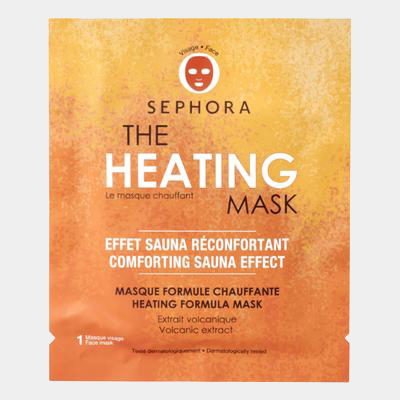 Visage • Face
SEPHORA
THE
HEATING
Le masque chauffant
MASK
EFFET SAUNA RÉCONFORTANT
COMFORTING SAUNA EFFECT
MASQUE FORMULE CHAUFFANTE
HEATING FORMULA MASK
Extrait volcanique
Volcanic extract
1 Masque visage
Face mask
Testé dermatologiquement • Dermatologically tested